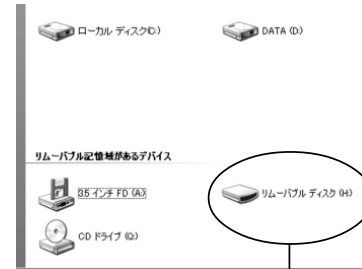 ローカル ディスク(C:)
DATA (D:)
リムーバブル記憶域があるデバイス
3.5 インチ FD (A:)
リムーバブル ディスク (H:)
CD ドライブ (Q:)